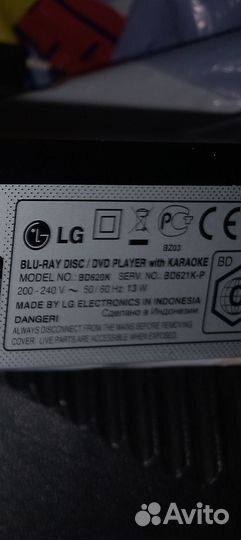 LG
BZ03
BLU-RAY DISC / DVD PLAYER with KARAOKE
BD
MODEL NO.: BD620K SERV. NO.: BD621K-P
200 - 240 V ~ 50 / 60 Hz 13 W
MADE BY LG ELECTRONICS IN INDONESIA
DANGER! Сделано в Индонезии
ALWAYS DISCONNECT FROM THE MAINS BEFORE REMOVING THIS
COVER. LIVE PARTS ARE ACCESSIBLE WHEN EXPOSED.
Avito